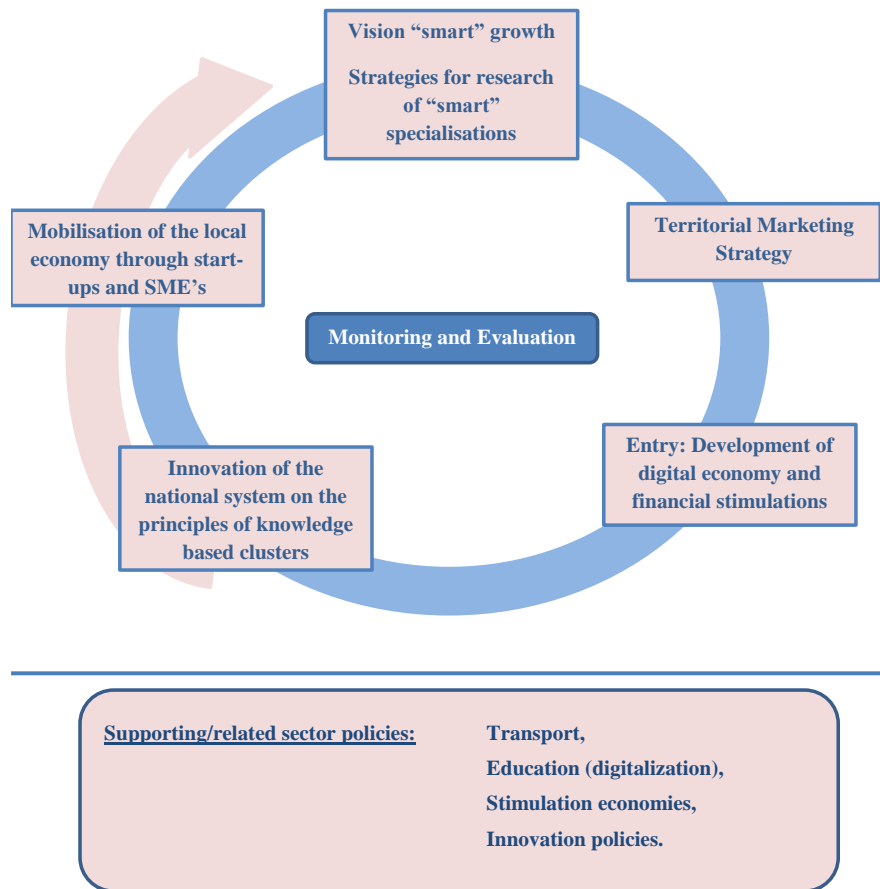 Vision “smart” growth
Strategies for research
of “smart”
specialisations
Territorial Marketing
Strategy
Mobilisation of the local
economy through start-
ups and SME’s
Monitoring and Evaluation
Entry: Development of
digital economy and
financial stimulations
Innovation of the
national system on the
principles of knowledge
based clusters
Supporting/related sector policies:
Transport,
Education (digitalization),
Stimulation economies,
Innovation policies.